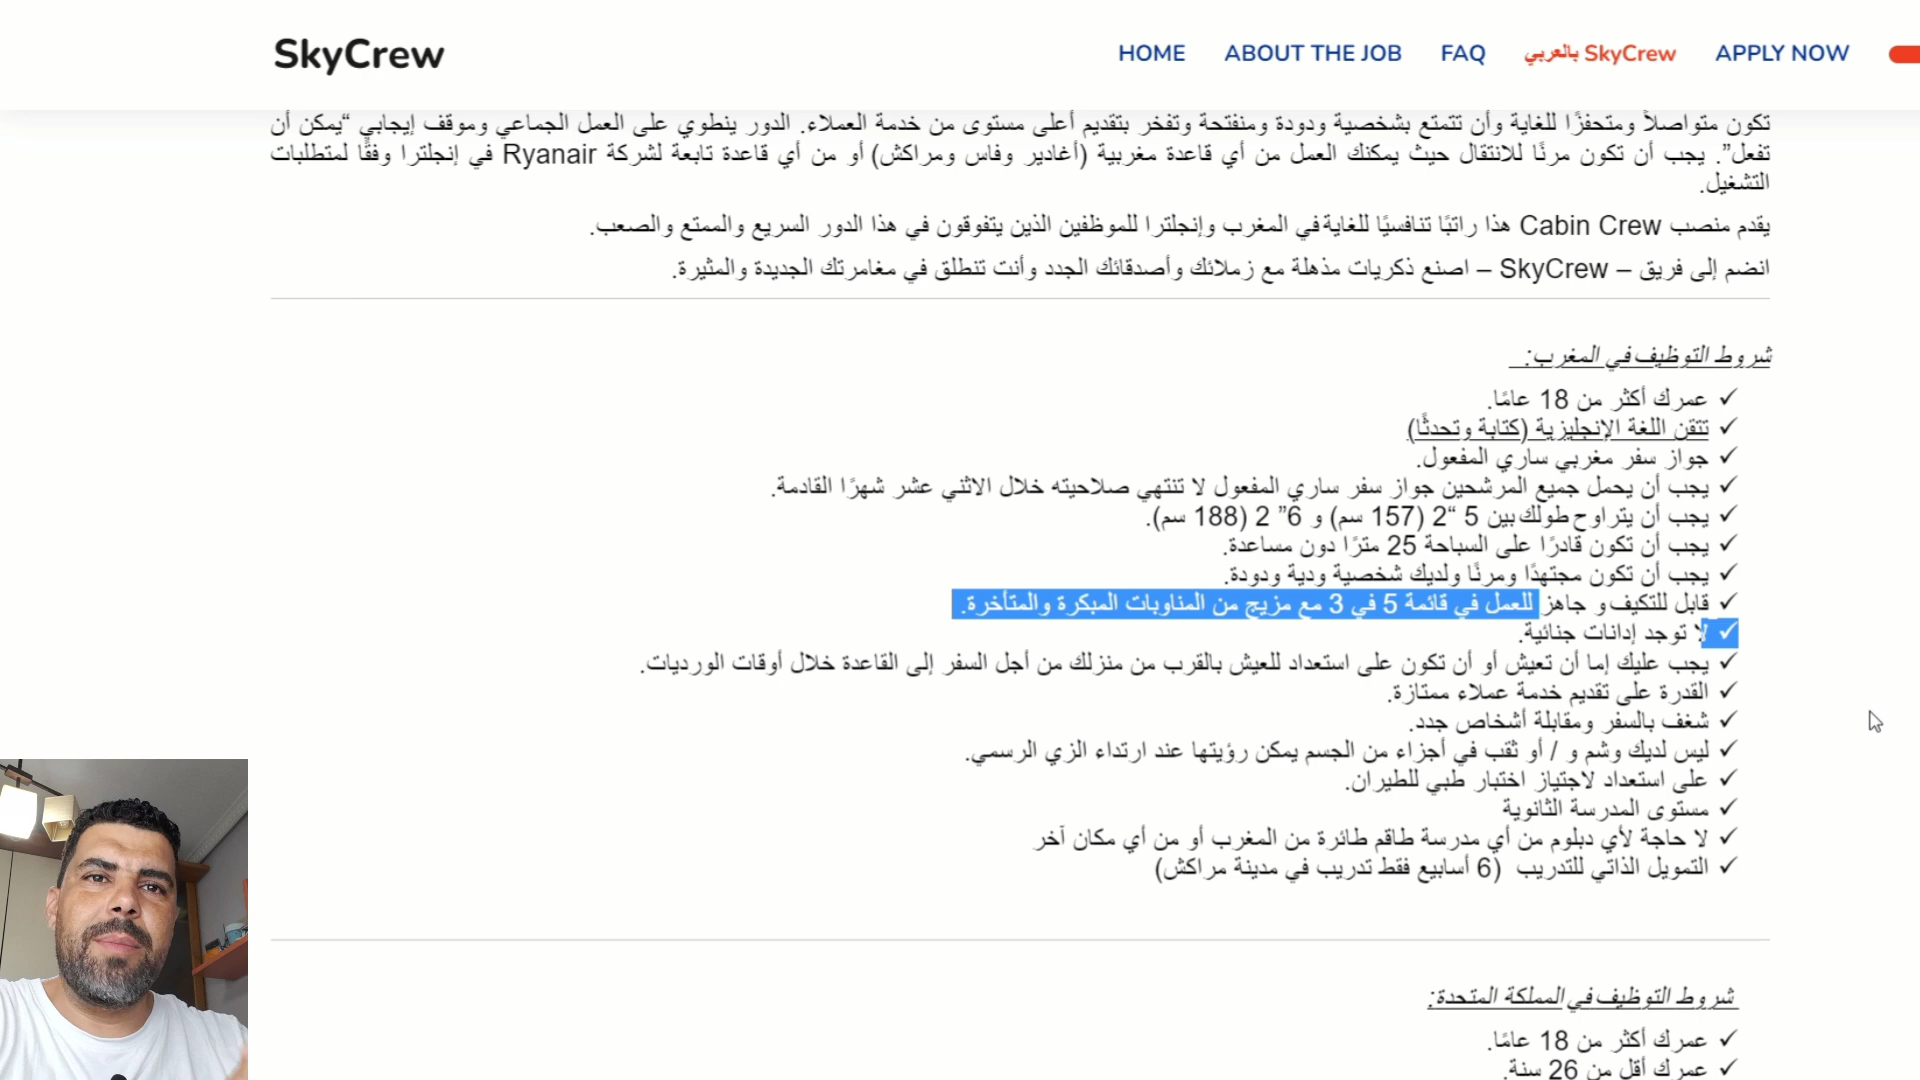 SkyCrew
HOME ABOUT THE JOB FAQ SkyCrew بالعربي APPLY NOW
تكون متواصلاً ومتحفزًا للغاية وأن تتمتع بشخصية ودودة ومنفتحة وتفخر بتقديم أعلى مستوى من خدمة العملاء. الدور ينطوي على العمل الجماعي وموقف إيجابي “يمكن أن
تفعل”. يجب أن تكون مرنًا للانتقال حيث يمكنك العمل من أي قاعدة مغربية (أغادير وفاس ومراكش) أو من أي قاعدة تابعة لشركة Ryanair في إنجلترا وفقًا لمتطلبات
التشغيل.
يقدم منصب Cabin Crew هذا راتبًا تنافسيًا للغاية في المغرب وإنجلترا للموظفين الذين يتفوقون في هذا الدور السريع والممتع والصعب.
انضم إلى فريق – SkyCrew – اصنع ذكريات مذهلة مع زملائك وأصدقائك الجدد وأنت تنطلق في مغامرتك الجديدة والمثيرة.
شروط التوظيف في المغرب:
✓ عمرك أكثر من 18 عامًا.
✓ تتقن اللغة الإنجليزية (كتابة وتحدثًا)
✓ جواز سفر مغربي ساري المفعول.
✓ يجب أن يحمل جميع المرشحين جواز سفر ساري المفعول لا تنتهي صلاحيته خلال الاثني عشر شهرًا القادمة.
✓ يجب أن يتراوح طولك بين 5 “2 (157 سم) و 6” 2 (188 سم).
✓ يجب أن تكون قادرًا على السباحة 25 مترًا دون مساعدة.
✓ يجب أن تكون مجتهدًا ومرنًا ولديك شخصية ودية ودودة.
✓ قابل للتكيف و جاهز للعمل في قائمة 5 في 3 مع مزيج من المناوبات المبكرة والمتأخرة.
✓ لا توجد إدانات جنائية.
✓ يجب عليك إما أن تعيش أو أن تكون على استعداد للعيش بالقرب من منزلك من أجل السفر إلى القاعدة خلال أوقات الورديات.
✓ القدرة على تقديم خدمة عملاء ممتازة.
✓ شغف بالسفر ومقابلة أشخاص جدد.
✓ ليس لديك وشم و / أو ثقب في أجزاء من الجسم يمكن رؤيتها عند ارتداء الزي الرسمي.
✓ على استعداد لاجتياز اختبار طبي للطيران.
✓ مستوى المدرسة الثانوية
✓ لا حاجة لأي دبلوم من أي مدرسة طاقم طائرة من المغرب أو من أي مكان آخر
✓ التمويل الذاتي للتدريب (6 أسابيع فقط تدريب في مدينة مراكش)
شروط التوظيف في المملكة المتحدة:
✓ عمرك أكثر من 18 عامًا.
✓ عمرك أقل من 26 سنة.